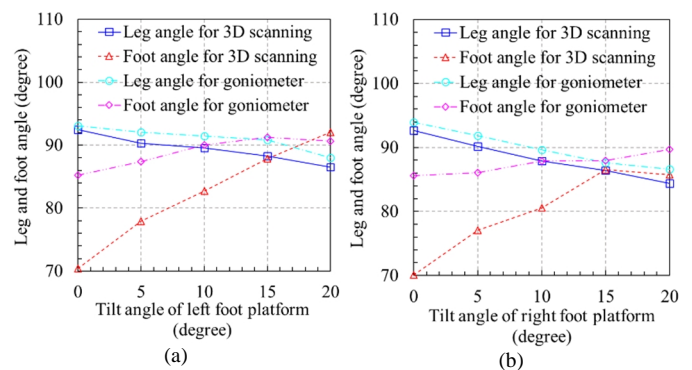 110
100
90
80
70
Leg and foot angle (degree)
Leg angle for 3D scanning
Foot angle for 3D scanning
Leg angle for goniometer
Foot angle for goniometer
0 5 10 15 20
Tilt angle of left foot platform
(degree)
(a)
110
100
90
80
70
Leg and foot angle (degree)
Leg angle for 3D scanning
Foot angle for 3D scanning
Leg angle for goniometer
Foot angle for goniometer
0 5 10 15 20
Tilt angle of right foot platform
(degree)
(b)